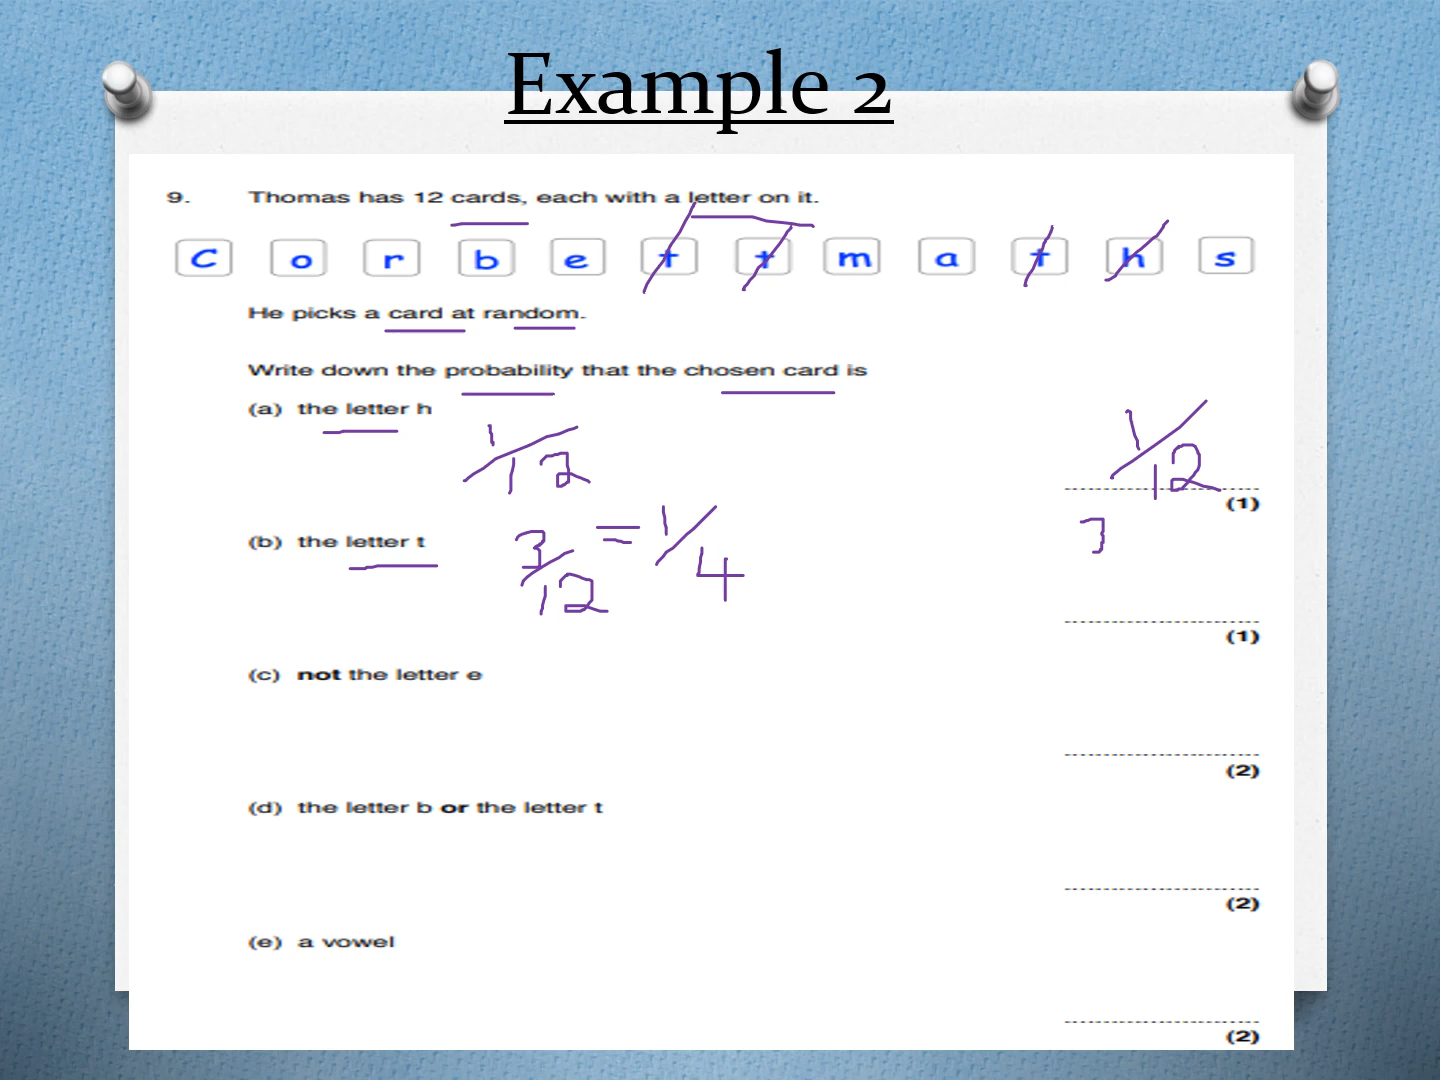 Example 2
9. Thomas has 12 cards, each with a letter on it.
C o r b e t t m a t h s
He picks a card at random.
Write down the probability that the chosen card is
(a) the letter h
1/12
1/12
(1)
(b) the letter t
3/12 = 1/4
3
(1)
(c) not the letter e
(2)
(d) the letter b or the letter t
(2)
(e) a vowel
(2)